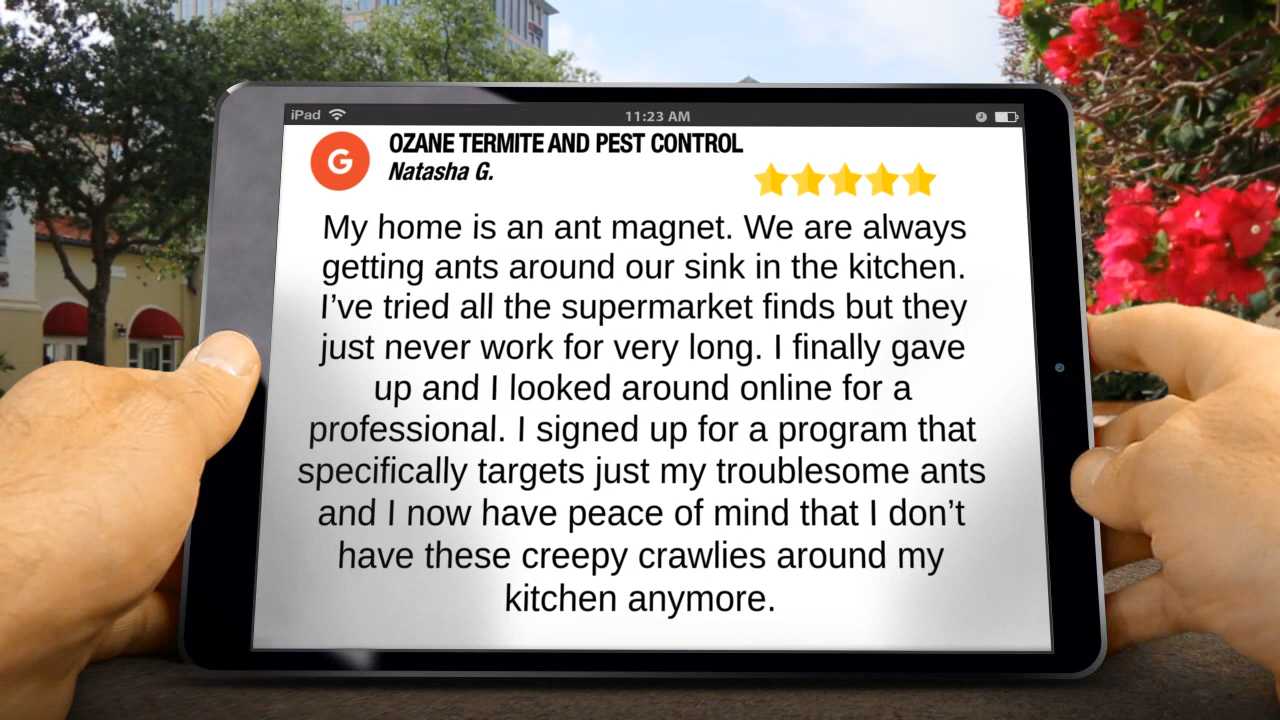 iPad 11:23 AM
G
OZANE TERMITE AND PEST CONTROL
Natasha G.
My home is an ant magnet. We are always
getting ants around our sink in the kitchen.
I’ve tried all the supermarket finds but they
just never work for very long. I finally gave
up and I looked around online for a
professional. I signed up for a program that
specifically targets just my troublesome ants
and I now have peace of mind that I don’t
have these creepy crawlies around my
kitchen anymore.